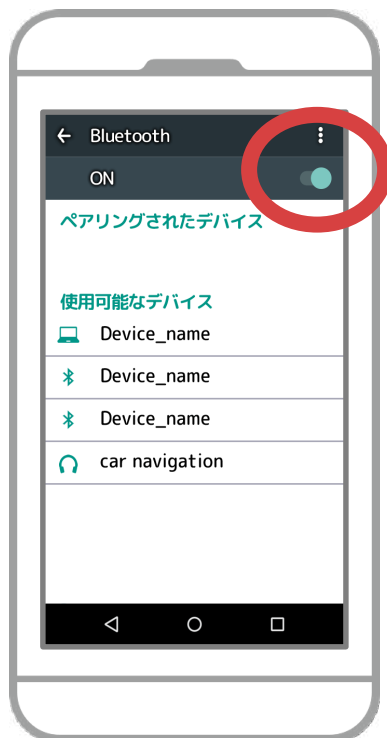 Bluetooth
ON
ペアリングされたデバイス
使用可能なデバイス
Device_name
Device_name
Device_name
car navigation